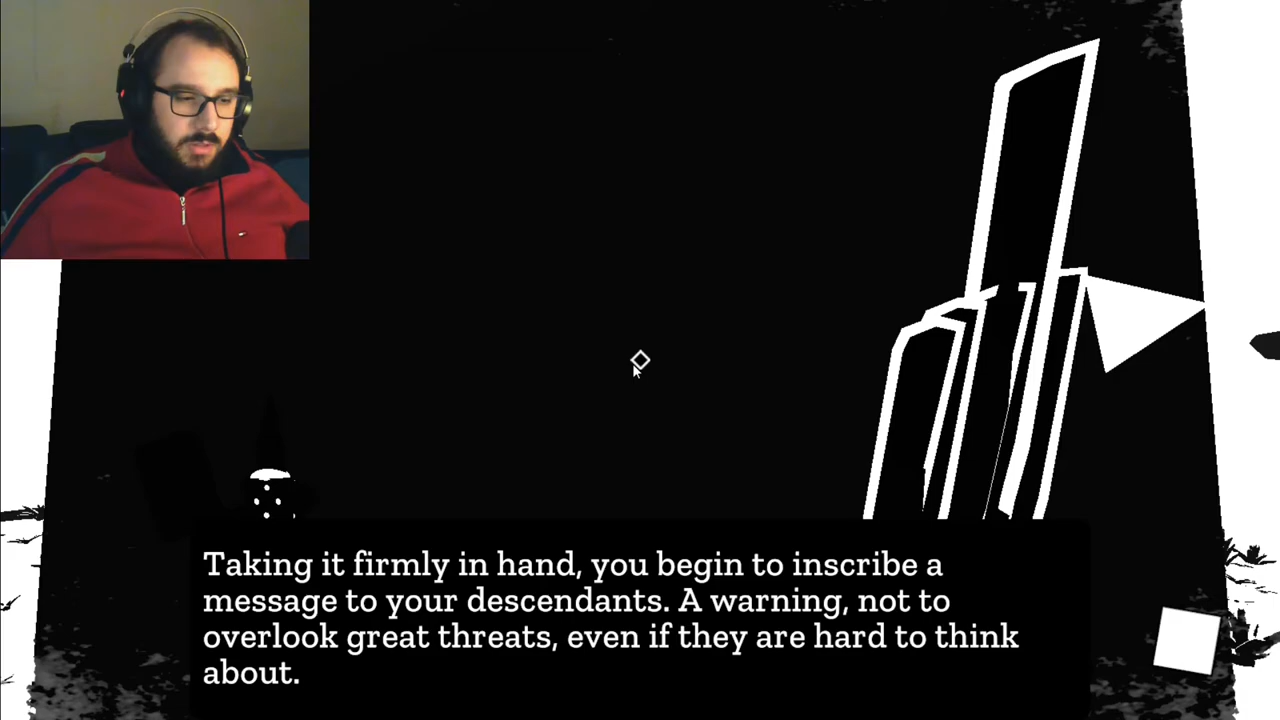 Taking it firmly in hand, you begin to inscribe a
message to your descendants. A warning, not to
overlook great threats, even if they are hard to think
about.